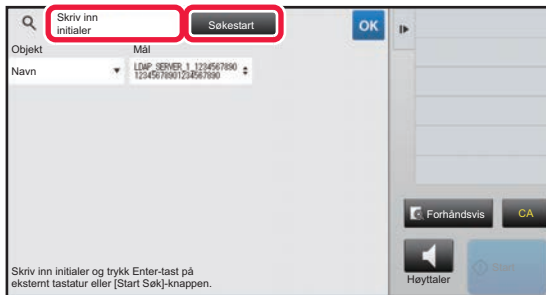 Skriv inn
initialer
Søkestart
OK
Objekt
Mål
Navn
LDAP_SERVER_1_1234567890
12345678901234567890
Forhåndsvis
CA
Høyttaler
Start
Skriv inn initialer og trykk Enter-tast på
eksternt tastatur eller [Start Søk]-knappen.